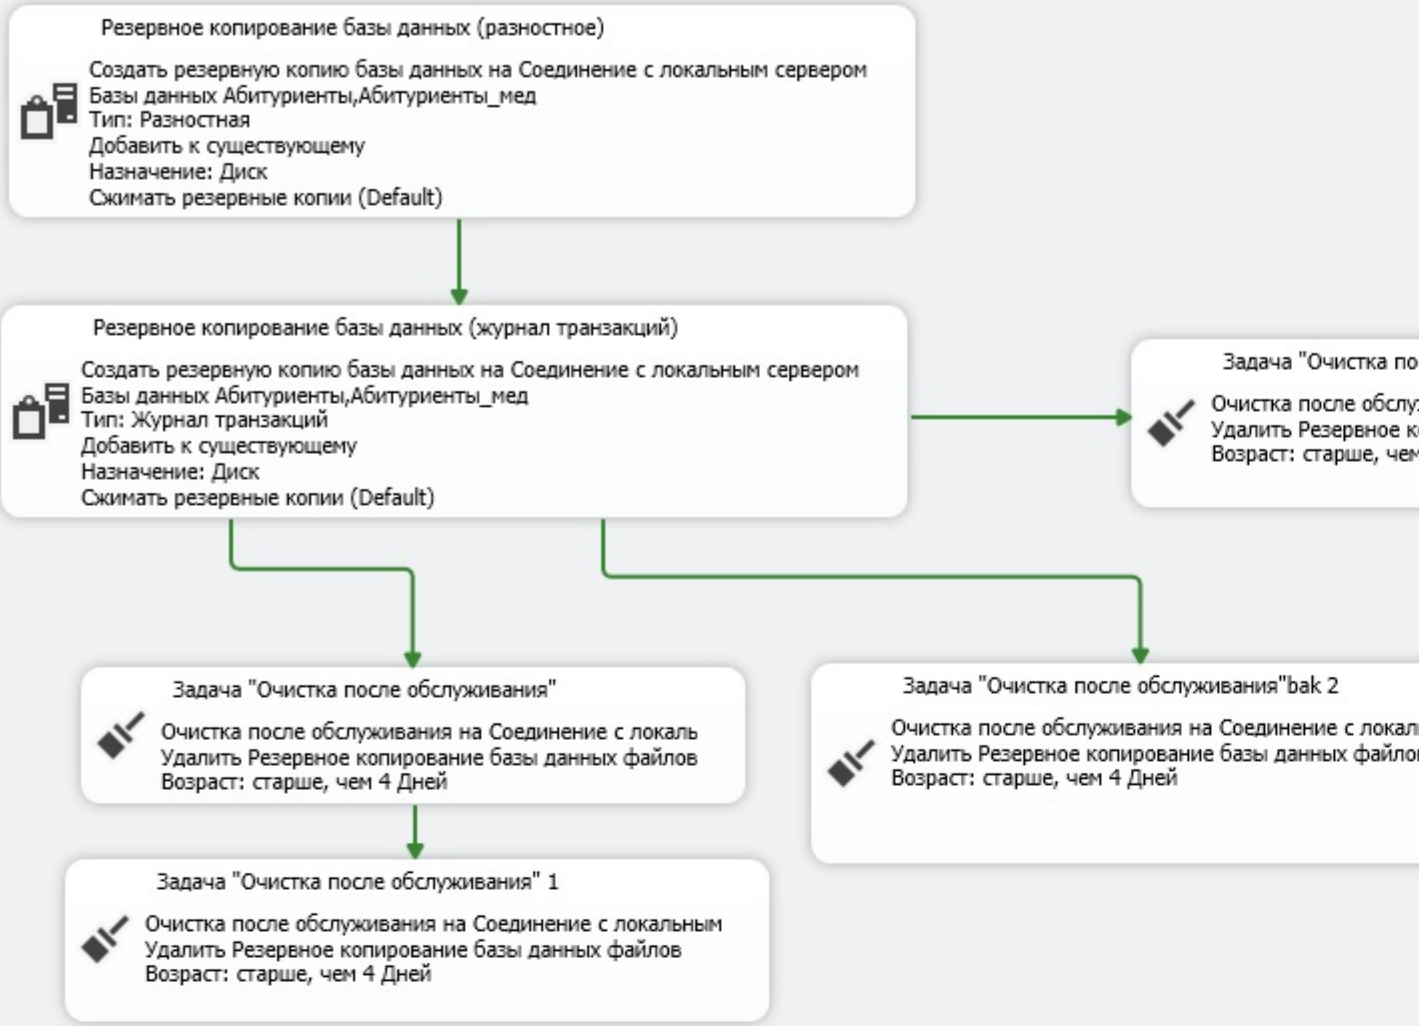 Резервное копирование базы данных (разностное)
Создать резервную копию базы данных на Соединение с локальным сервером
Базы данных Абитуриенты,Абитуриенты_мед
Тип: Разностная
Добавить к существующему
Назначение: Диск
Сжимать резервные копии (Default)
Резервное копирование базы данных (журнал транзакций)
Создать резервную копию базы данных на Соединение с локальным сервером
Базы данных Абитуриенты,Абитуриенты_мед
Тип: Журнал транзакций
Добавить к существующему
Назначение: Диск
Сжимать резервные копии (Default)
Задача "Очистка по
Очистка после
Удалить Резервное
Возраст: старше, чем
Задача "Очистка после обслуживания"
Очистка после обслуживания на Соединение с локаль
Удалить Резервное копирование базы данных файлов
Возраст: старше, чем 4 Дней
Задача "Очистка после обслуживания"bak 2
Очистка после обслуживания на Соединение с локал
Удалить Резервное копирование базы данных файлов
Возраст: старше, чем 4 Дней
Задача "Очистка после обслуживания" 1
Очистка после обслуживания на Соединение с локальным
Удалить Резервное копирование базы данных файлов
Возраст: старше, чем 4 Дней